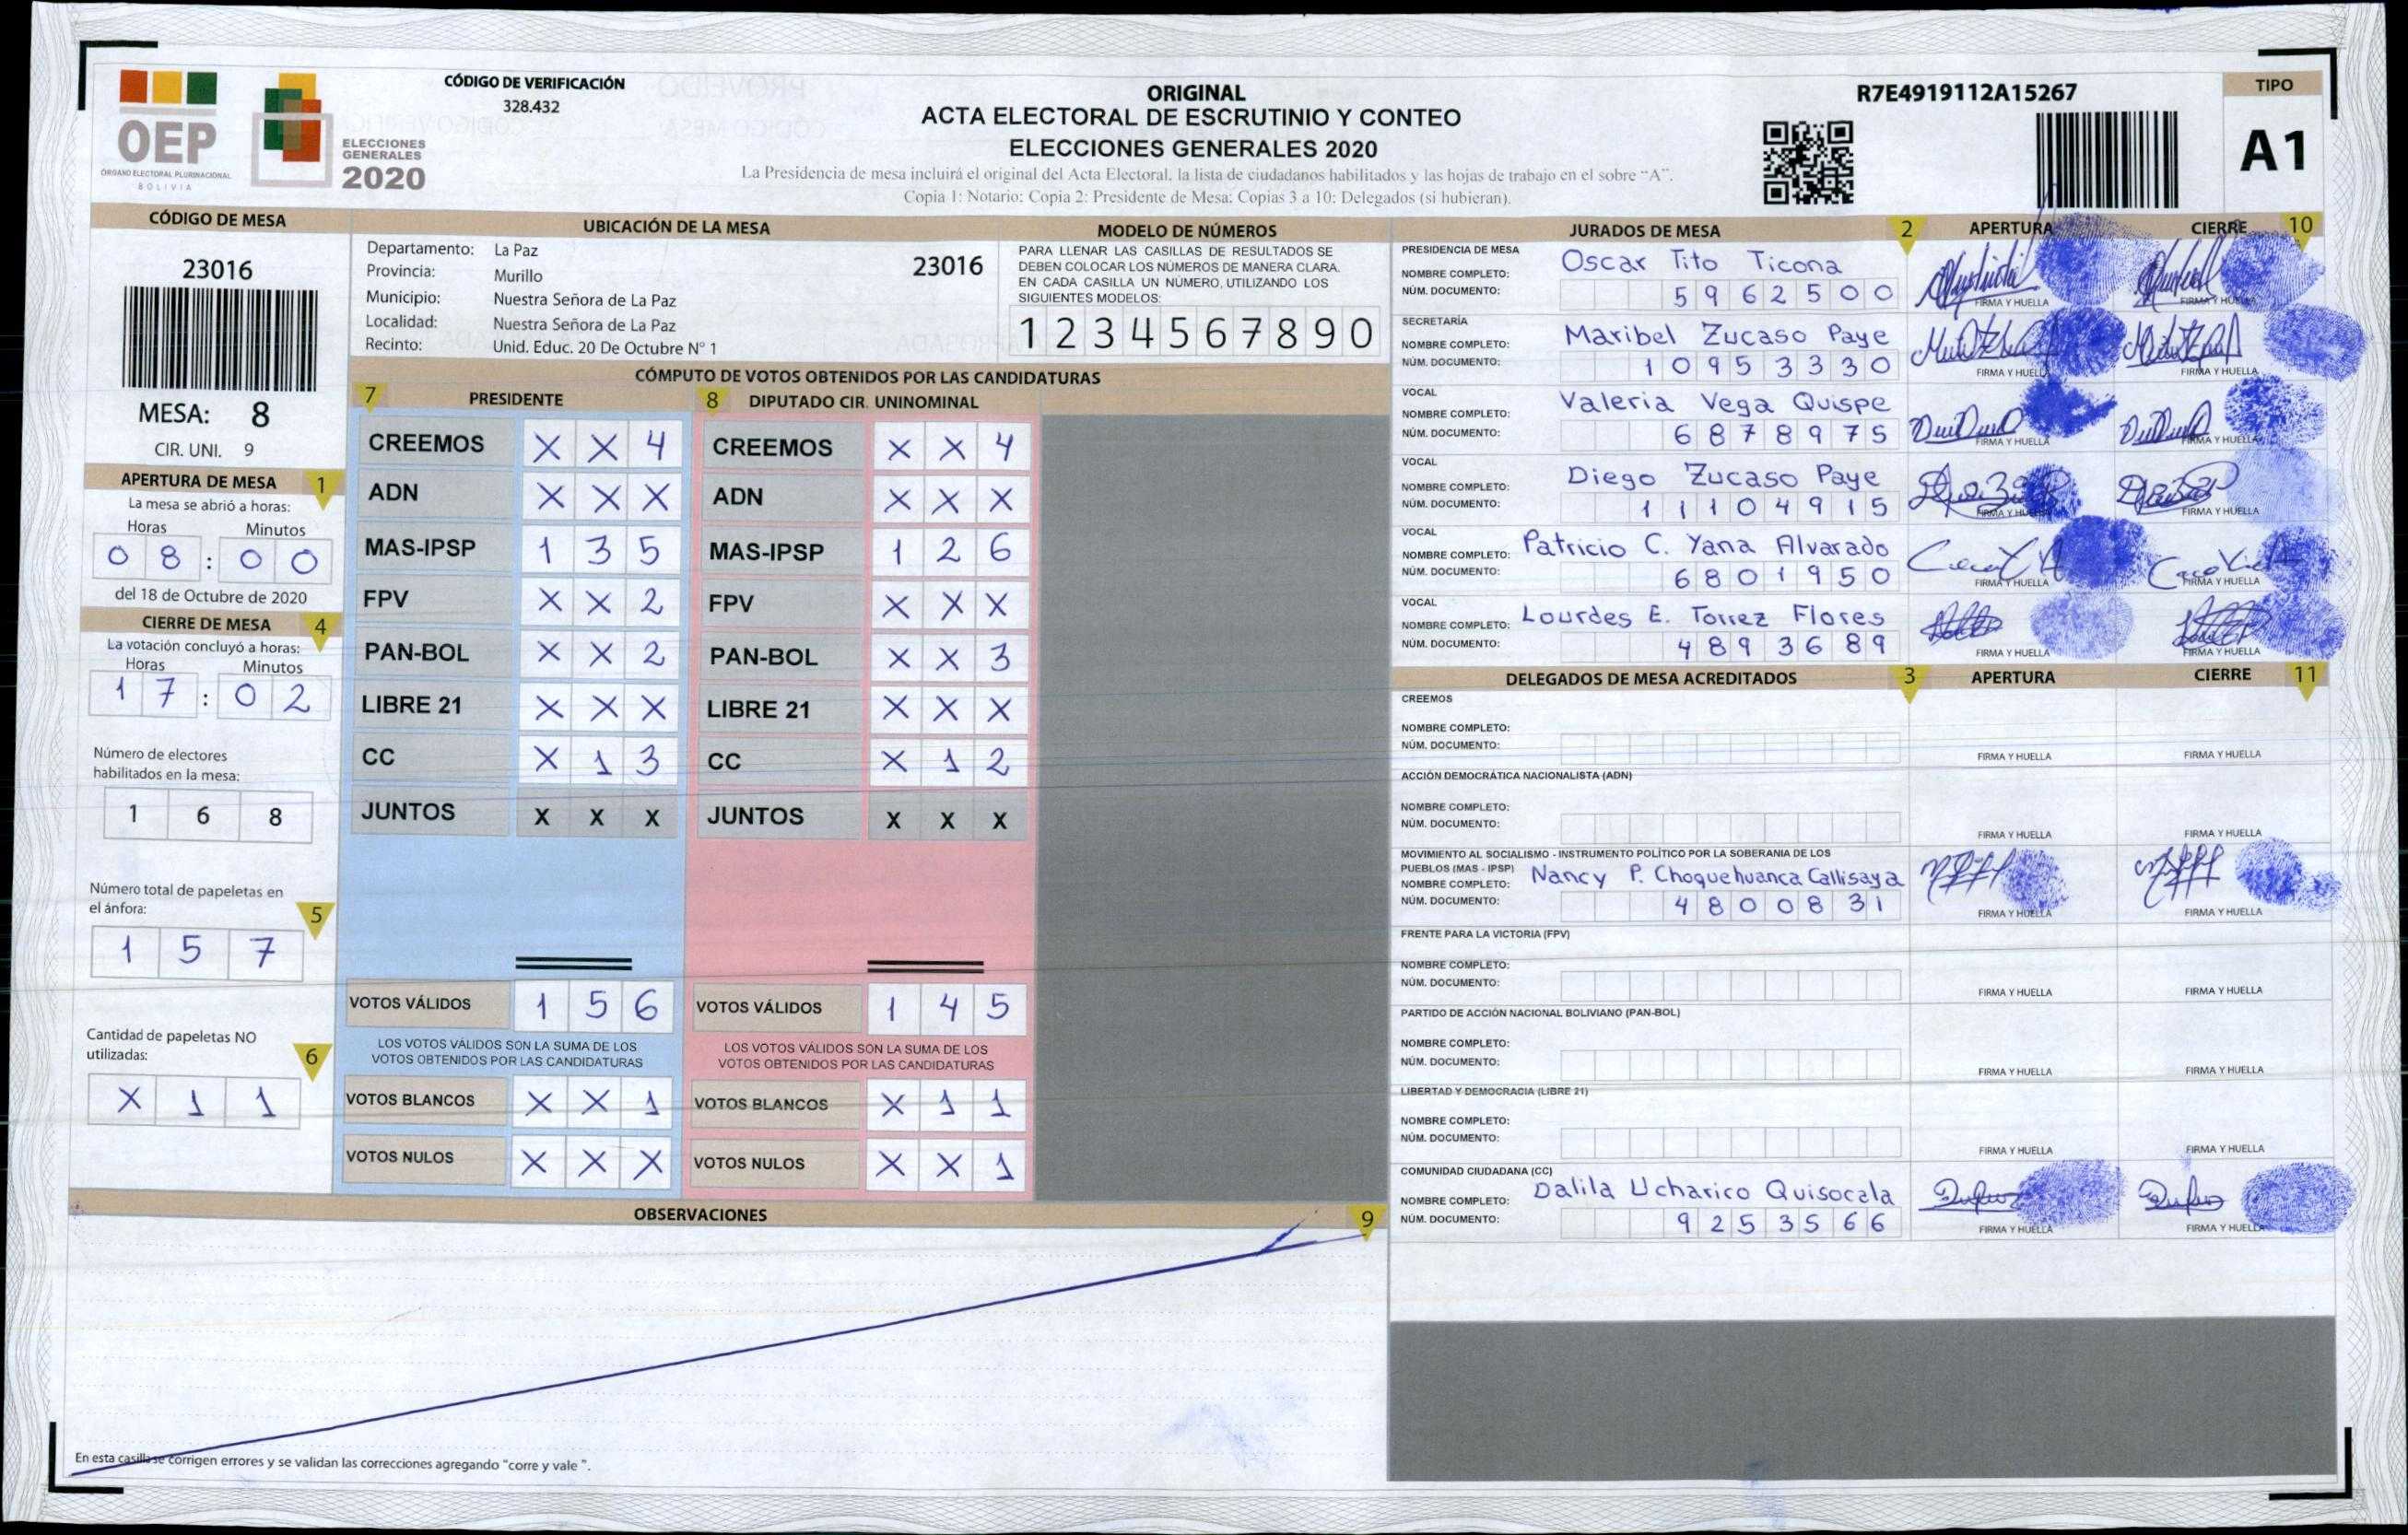 CÓDIGO DE VERIFICACIÓN
328.432
OEP
ÓRGANO ELECTORAL PLURINACIONAL
BOLIVIA
ELECCIONES
GENERALES
2020
ORIGINAL
ACTA ELECTORAL DE ESCRUTINIO Y CONTEO
ELECCIONES GENERALES 2020
La Presidencia de mesa incluirá el original del Acta Electoral, la lista de ciudadanos habilitados y las hojas de trabajo en el sobre “A”.
Copia 1: Notario: Copia 2: Presidente de Mesa: Copias 3 a 10: Delegados (si hubieran).
R7E4919112A15267
TIPO
A1
CÓDIGO DE MESA
23016
MESA: 8
CIR. UNI. 9
APERTURA DE MESA 1
La mesa se abrió a horas:
Horas Minutos
0 8 : 0 0
del 18 de Octubre de 2020
CIERRE DE MESA 4
La votación concluyó a horas:
Horas Minutos
1 7 : 0 2
Número de electores
habilitados en la mesa:
1 6 8
Número total de papeletas en
el ánfora: 5
1 5 7
Cantidad de papeletas NO
utilizadas: 6
X 1 1
UBICACIÓN DE LA MESA
Departamento: La Paz
Provincia: Murillo
Municipio: Nuestra Señora de La Paz
Localidad: Nuestra Señora de La Paz
Recinto: Unid. Educ. 20 De Octubre N° 1
23016
MODELO DE NÚMEROS
PARA LLENAR LAS CASILLAS DE RESULTADOS SE
DEBEN COLOCAR LOS NÚMEROS DE MANERA CLARA.
EN CADA CASILLA UN NÚMERO, UTILIZANDO LOS
SIGUIENTES MODELOS:
1 2 3 4 5 6 7 8 9 0
CÓMPUTO DE VOTOS OBTENIDOS POR LAS CANDIDATURAS
7 PRESIDENTE
CREEMOS X X 4
ADN X X X
MAS-IPSP 1 3 5
FPV X X 2
PAN-BOL X X 2
LIBRE 21 X X X
CC X 1 3
JUNTOS X X X
VOTOS VÁLIDOS 1 5 6
LOS VOTOS VÁLIDOS SON LA SUMA DE LOS
VOTOS OBTENIDOS POR LAS CANDIDATURAS
VOTOS BLANCOS X X 1
VOTOS NULOS X X X
8 DIPUTADO CIR. UNINOMINAL
CREEMOS X X 4
ADN X X X
MAS-IPSP 1 2 6
FPV X X X
PAN-BOL X X 3
LIBRE 21 X X X
CC X 1 2
JUNTOS X X X
VOTOS VÁLIDOS 1 4 5
LOS VOTOS VÁLIDOS SON LA SUMA DE LOS
VOTOS OBTENIDOS POR LAS CANDIDATURAS
VOTOS BLANCOS X 1 1
VOTOS NULOS X X 1
OBSERVACIONES 9
En esta casilla se corrigen errores y se validan las correcciones agregando "corre y vale ".
JURADOS DE MESA 2 APERTURA CIERRE 10
PRESIDENCIA DE MESA
NOMBRE COMPLETO: Oscar Tito Ticona
NÚM. DOCUMENTO: 5 9 6 2 5 0 0
FIRMA Y HUELLA FIRMA Y HUELLA
SECRETARÍA
NOMBRE COMPLETO: Maribel Zucaso Paye
NÚM. DOCUMENTO: 1 0 9 5 3 3 3 0
FIRMA Y HUELLA FIRMA Y HUELLA
VOCAL
NOMBRE COMPLETO: Valeria Vega Quispe
NÚM. DOCUMENTO: 6 8 7 8 9 7 5
FIRMA Y HUELLA FIRMA Y HUELLA
VOCAL
NOMBRE COMPLETO: Diego Zucaso Paye
NÚM. DOCUMENTO: 1 1 1 0 4 9 1 5
FIRMA Y HUELLA FIRMA Y HUELLA
VOCAL
NOMBRE COMPLETO: Patricio C. Yana Alvarado
NÚM. DOCUMENTO: 6 8 0 1 9 5 0
FIRMA Y HUELLA FIRMA Y HUELLA
VOCAL
NOMBRE COMPLETO: Lourdes E. Torrez Flores
NÚM. DOCUMENTO: 4 8 9 3 6 8 9
FIRMA Y HUELLA FIRMA Y HUELLA
DELEGADOS DE MESA ACREDITADOS 3 APERTURA CIERRE 11
CREEMOS
NOMBRE COMPLETO:
NÚM. DOCUMENTO:
FIRMA Y HUELLA FIRMA Y HUELLA
ACCIÓN DEMOCRÁTICA NACIONALISTA (ADN)
NOMBRE COMPLETO:
NÚM. DOCUMENTO:
FIRMA Y HUELLA FIRMA Y HUELLA
MOVIMIENTO AL SOCIALISMO - INSTRUMENTO POLÍTICO POR LA SOBERANIA DE LOS
PUEBLOS (MAS - IPSP)
NOMBRE COMPLETO: Nancy P. Choquehuanca Callisaya
NÚM. DOCUMENTO: 4 8 0 0 8 3 1
FIRMA Y HUELLA FIRMA Y HUELLA
FRENTE PARA LA VICTORIA (FPV)
NOMBRE COMPLETO:
NÚM. DOCUMENTO:
FIRMA Y HUELLA FIRMA Y HUELLA
PARTIDO DE ACCIÓN NACIONAL BOLIVIANO (PAN-BOL)
NOMBRE COMPLETO:
NÚM. DOCUMENTO:
FIRMA Y HUELLA FIRMA Y HUELLA
LIBERTAD Y DEMOCRACIA (LIBRE 21)
NOMBRE COMPLETO:
NÚM. DOCUMENTO:
FIRMA Y HUELLA FIRMA Y HUELLA
COMUNIDAD CIUDADANA (CC)
NOMBRE COMPLETO: Dalila Ucharico Quisocala
NÚM. DOCUMENTO: 9 2 5 3 5 6 6
FIRMA Y HUELLA FIRMA Y HUELLA